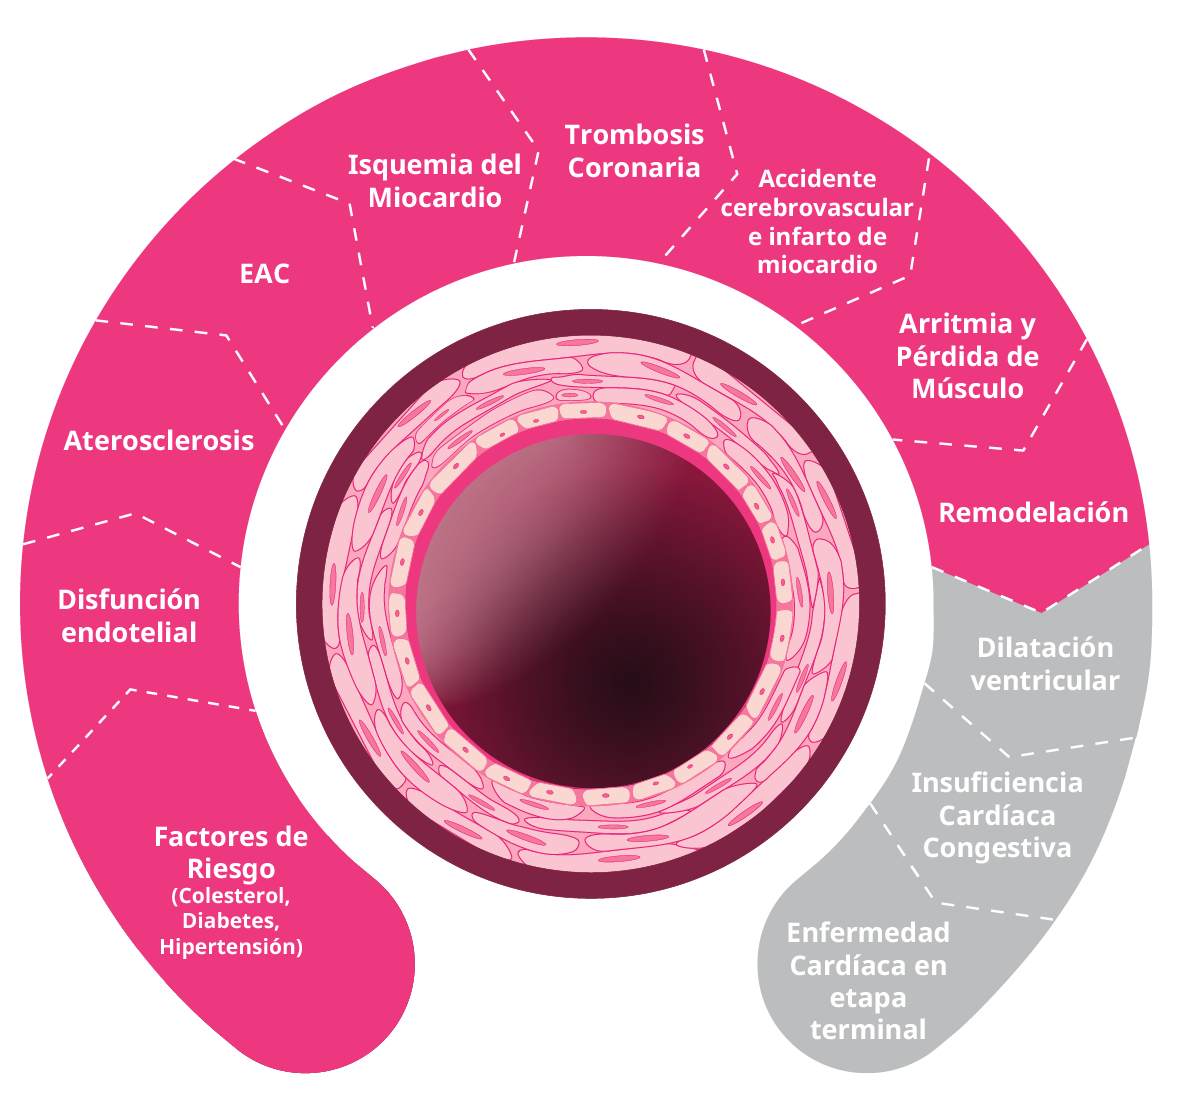 Factores de
Riesgo
(Colesterol,
Diabetes,
Hipertensión)
Disfunción
endotelial
Aterosclerosis
EAC
Isquemia del
Miocardio
Trombosis
Coronaria
Accidente
cerebrovascular
e infarto de
miocardio
Arritmia y
Pérdida de
Músculo
Remodelación
Dilatación
ventricular
Insuficiencia
Cardíaca
Congestiva
Enfermedad
Cardíaca en
etapa
terminal